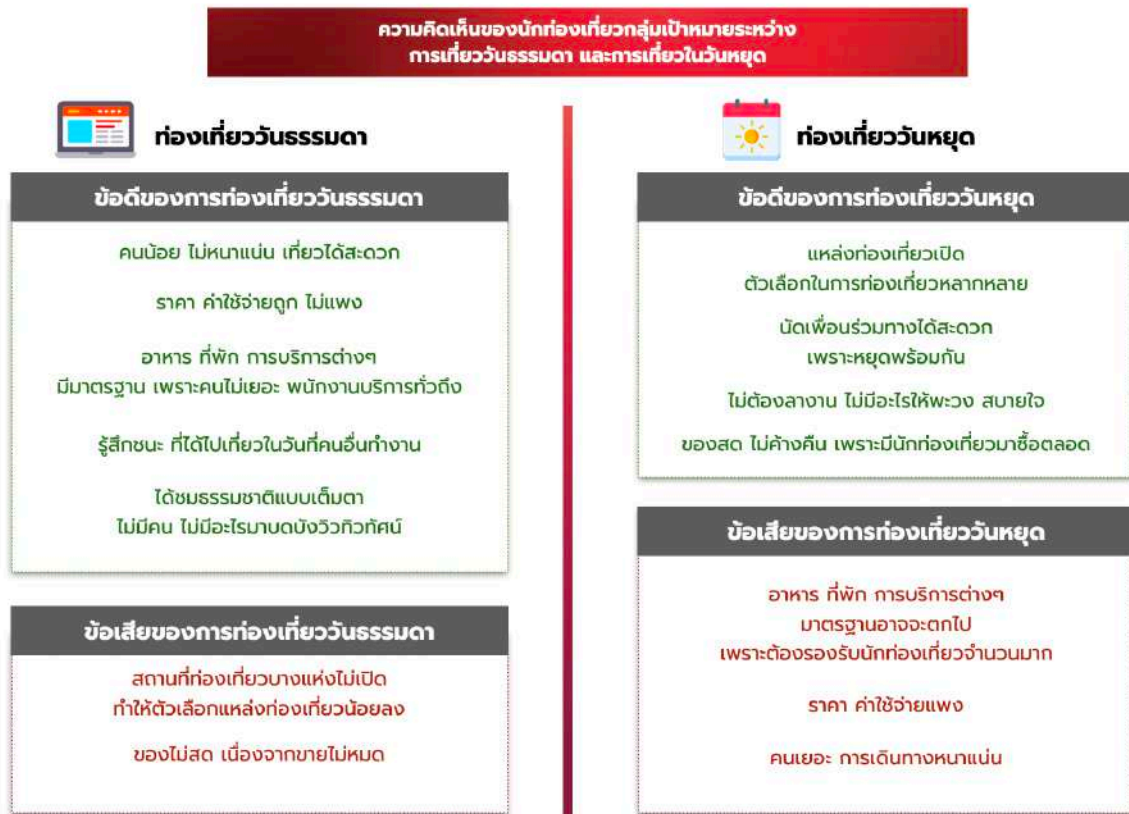 ความคิดเห็นของนักท่องเที่ยวกลุ่มเป้าหมายระหว่าง
การเที่ยววันธรรมดา และการเที่ยวในวันหยุด
ท่องเที่ยววันธรรมดา
ข้อดีของการท่องเที่ยววันธรรมดา
คนน้อย ไม่หนาแน่น เที่ยวได้สะดวก
ราคา ค่าใช้จ่ายถูก ไม่แพง
อาหาร ที่พัก การบริการต่างๆ
มีมาตรฐาน เพราะคนไม่เยอะ พนักงานบริการทั่วถึง
รู้สึกชนะ ที่ได้ไปเที่ยวในวันที่คนอื่นทำงาน
ได้ชมธรรมชาติแบบเต็มตา
ไม่มีคน ไม่มีอะไรมาบดบังวิวทิวทัศน์
ข้อเสียของการท่องเที่ยววันธรรมดา
สถานที่ท่องเที่ยวบางแห่งไม่เปิด
ทำให้ตัวเลือกแหล่งท่องเที่ยวน้อยลง
ของไม่สด เนื่องจากขายไม่หมด
ท่องเที่ยววันหยุด
ข้อดีของการท่องเที่ยววันหยุด
แหล่งท่องเที่ยวเปิด
ตัวเลือกในการท่องเที่ยวหลากหลาย
นัดเพื่อนร่วมทางได้สะดวก
เพราะหยุดพร้อมกัน
ไม่ต้องลางาน ไม่มีอะไรให้พะวง สบายใจ
ของสด ไม่ค้างคืน เพราะมีนักท่องเที่ยวมาซื้อตลอด
ข้อเสียของการท่องเที่ยววันหยุด
อาหาร ที่พัก การบริการต่างๆ
มาตรฐานอาจจะตกไป
เพราะต้องรองรับนักท่องเที่ยวจำนวนมาก
ราคา ค่าใช้จ่ายแพง
คนเยอะ การเดินทางหนาแน่น